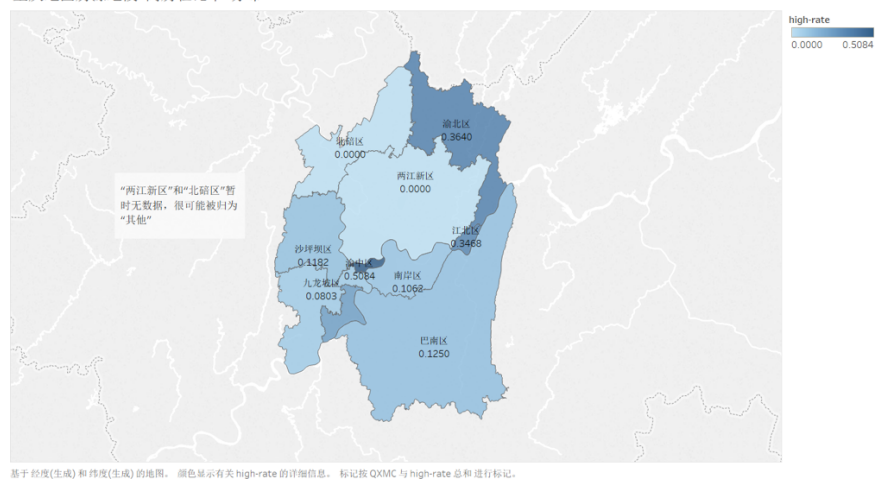 high-rate
0.0000 0.5084
渝北区
0.3640
北碚区
0.0000
两江新区
0.0000
“两江新区”和“北碚区”暂
时无数据，很可能被归为
“其他”
江北区
0.3468
沙坪坝区
0.1182
渝中区
0.5084
南岸区
0.1063
九龙坡区
0.0803
巴南区
0.1250
基于 经度(生成) 和 纬度(生成) 的地图。 颜色显示有关 high-rate 的详细信息。 标记按 QXMC 与 high-rate 总和 进行标记。